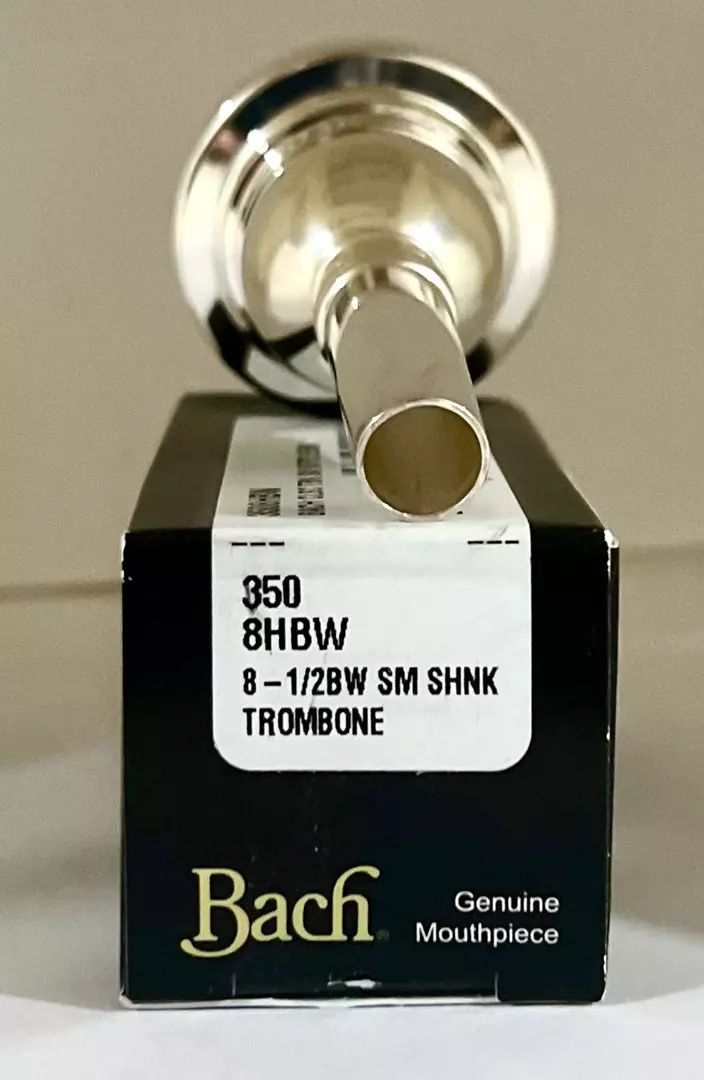 350
8HBW
8-1/2BW SM SHNK
TROMBONE
Bach
Genuine
Mouthpiece